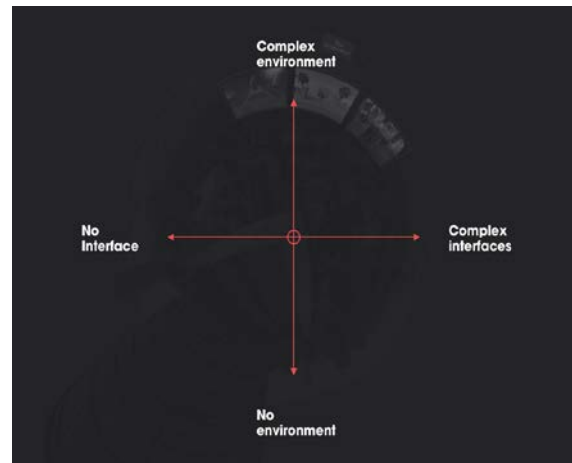 Complex
environment
No
Interface
Complex
interfaces
No
environment